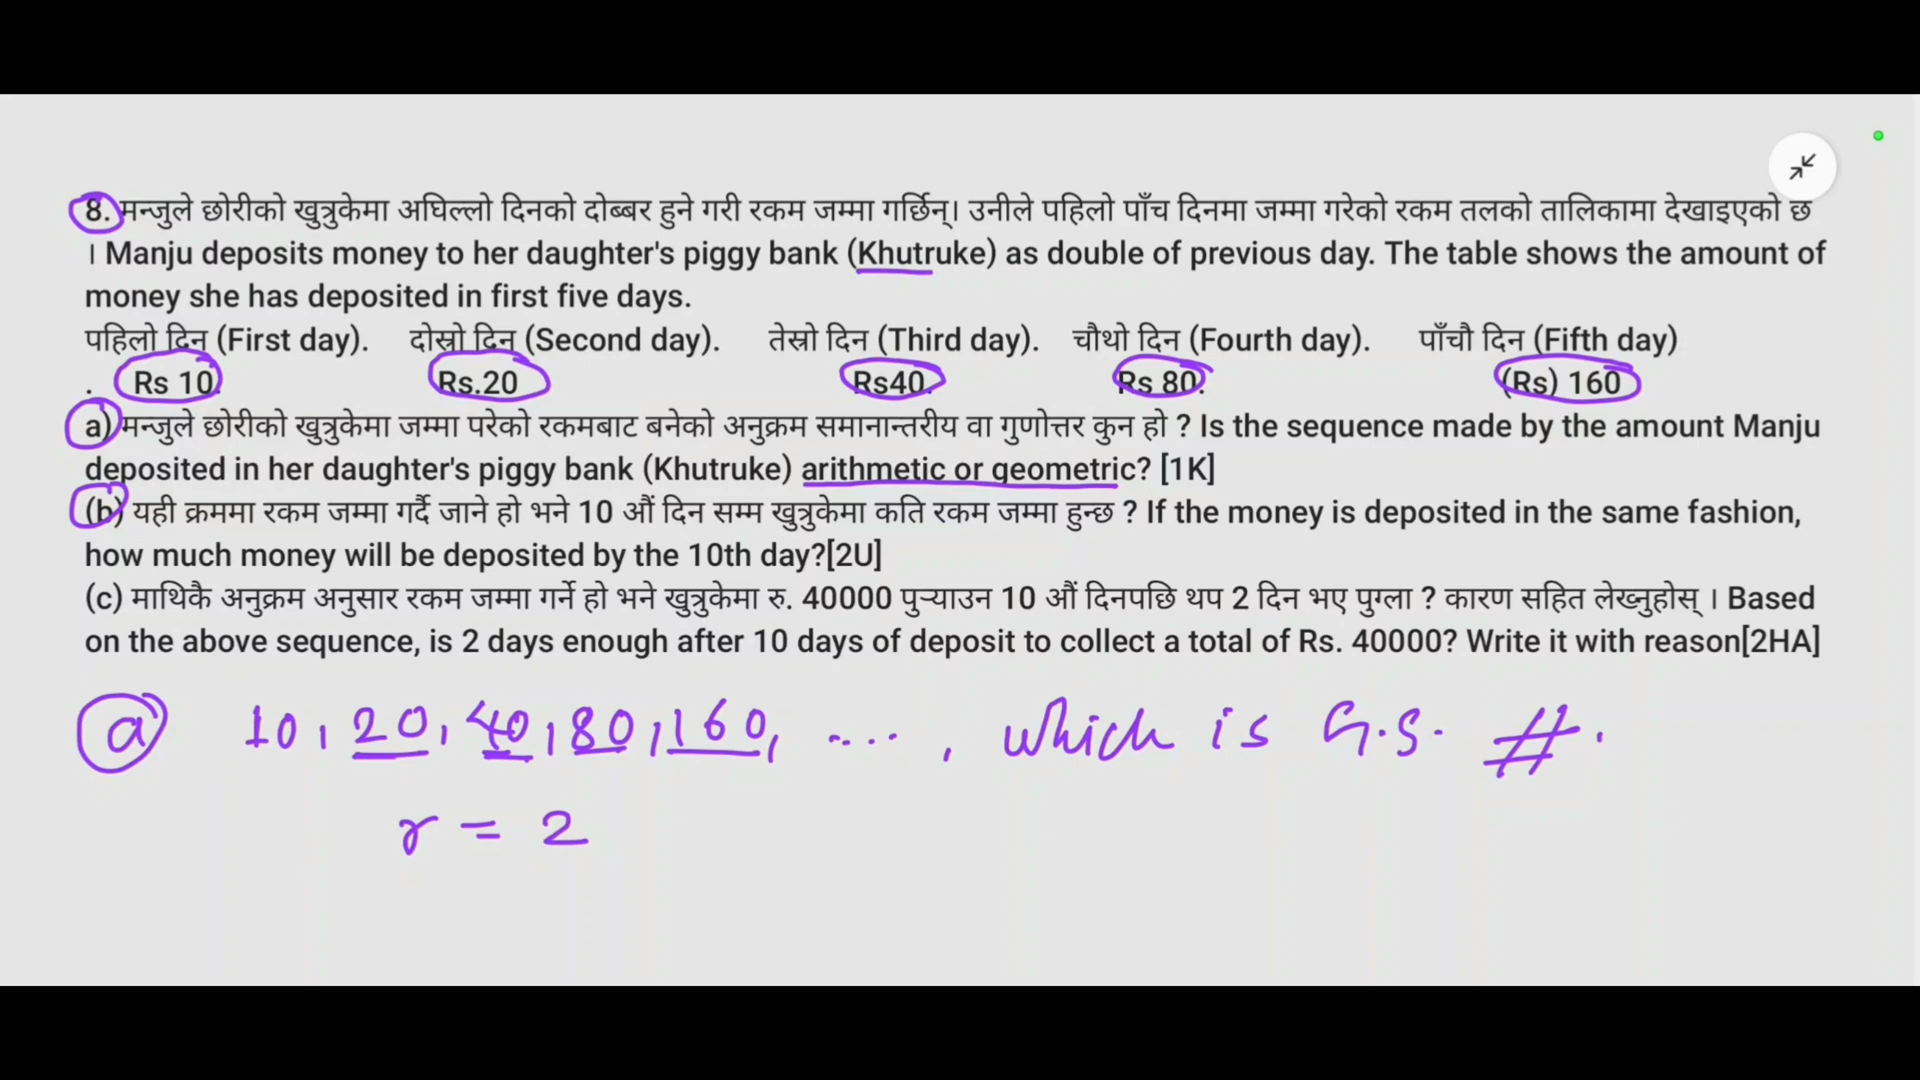 8. मन्जुले छोरीको खुत्रुकेमा अघिल्लो दिनको दोब्बर हुने गरी रकम जम्मा गर्छिन्। उनीले पहिलो पाँच दिनमा जम्मा गरेको रकम तलको तालिकामा देखाइएको छ
। Manju deposits money to her daughter's piggy bank (Khutruke) as double of previous day. The table shows the amount of
money she has deposited in first five days.
पहिलो दिन (First day). दोस्रो दिन (Second day). तेस्रो दिन (Third day). चौथो दिन (Fourth day). पाँचौ दिन (Fifth day)
. Rs 10. Rs.20 Rs40. Rs 80. (Rs) 160
a) मन्जुले छोरीको खुत्रुकेमा जम्मा परेको रकमबाट बनेको अनुक्रम समानान्तरीय वा गुणोत्तर कुन हो ? Is the sequence made by the amount Manju
deposited in her daughter's piggy bank (Khutruke) arithmetic or geometric? [1K]
(b) यही क्रममा रकम जम्मा गर्दै जाने हो भने 10 औं दिन सम्म खुत्रुकेमा कति रकम जम्मा हुन्छ ? If the money is deposited in the same fashion,
how much money will be deposited by the 10th day?[2U]
(c) माथिकै अनुक्रम अनुसार रकम जम्मा गर्ने हो भने खुत्रुकेमा रु. 40000 पुऱ्याउन 10 औं दिनपछि थप 2 दिन भए पुग्ला ? कारण सहित लेख्नुहोस् । Based
on the above sequence, is 2 days enough after 10 days of deposit to collect a total of Rs. 40000? Write it with reason[2HA]
a 10, 20, 40, 80, 160, ...., which is G.S. #.
r = 2